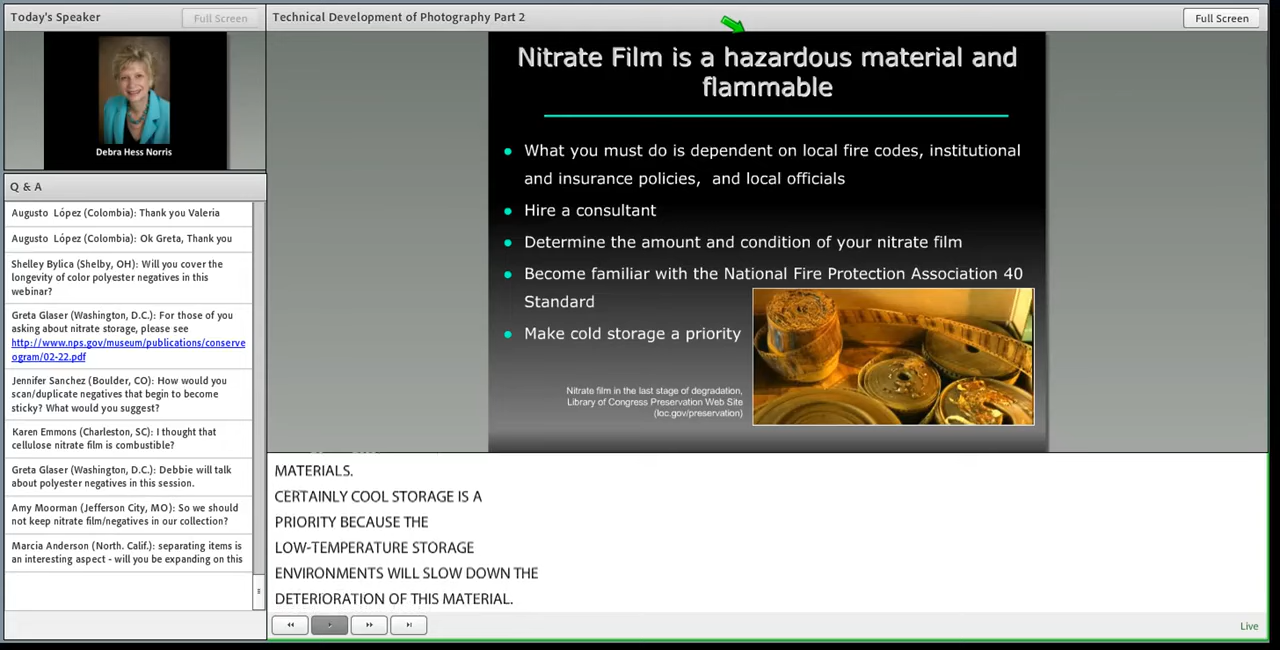 Today's Speaker
Full Screen
Debra Hess Norris
Q & A
Augusto López (Colombia): Thank you Valeria
Augusto López (Colombia): Ok Greta, Thank you
Shelley Bylica (Shelby, OH): Will you cover the
longevity of color polyester negatives in this
webinar?
Greta Glaser (Washington, D.C.): For those of you
asking about nitrate storage, please see
http://www.nps.gov/museum/publications/conserve
ogram/02-22.pdf
Jennifer Sanchez (Boulder, CO): How would you
scan/duplicate negatives that begin to become
sticky? What would you suggest?
Karen Emmons (Charleston, SC): I thought that
cellulose nitrate film is combustible?
Greta Glaser (Washington, D.C.): Debbie will talk
about polyester negatives in this session.
Amy Moorman (Jefferson City, MO): So we should
not keep nitrate film/negatives in our collection?
Marcia Anderson (North. Calif.): separating items is
an interesting aspect - will you be expanding on this
Technical Development of Photography Part 2
Full Screen
Nitrate Film is a hazardous material and
flammable
• What you must do is dependent on local fire codes, institutional
and insurance policies, and local officials
• Hire a consultant
• Determine the amount and condition of your nitrate film
• Become familiar with the National Fire Protection Association 40
Standard
• Make cold storage a priority
Nitrate film in the last stage of degradation,
Library of Congress Preservation Web Site
(loc.gov/preservation)
MATERIALS.
CERTAINLY COOL STORAGE IS A
PRIORITY BECAUSE THE
LOW-TEMPERATURE STORAGE
ENVIRONMENTS WILL SLOW DOWN THE
DETERIORATION OF THIS MATERIAL.
Live